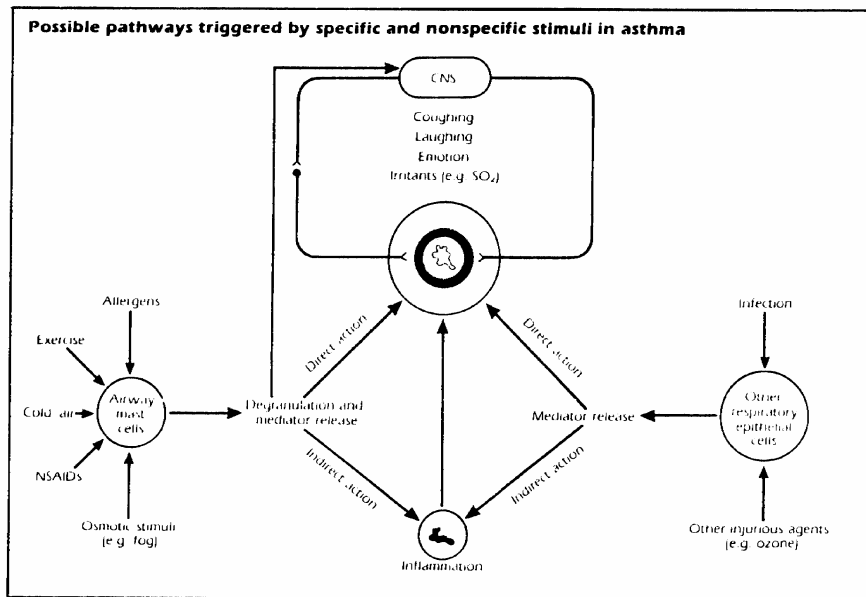 Possible pathways triggered by specific and nonspecific stimuli in asthma
CNS
Coughing
Laughing
Emotion
Irritants (e.g. SO₂)
Allergens
Exercise
Cold air
NSAIDs
Osmotic stimuli
(e.g. fog)
Airway
mast
cells
Degranulation and
mediator release
Direct action
Indirect action
Inflammation
Direct action
Indirect action
Mediator release
Infection
Other
respiratory
epithelial
cells
Other injurious agents
(e.g. ozone)